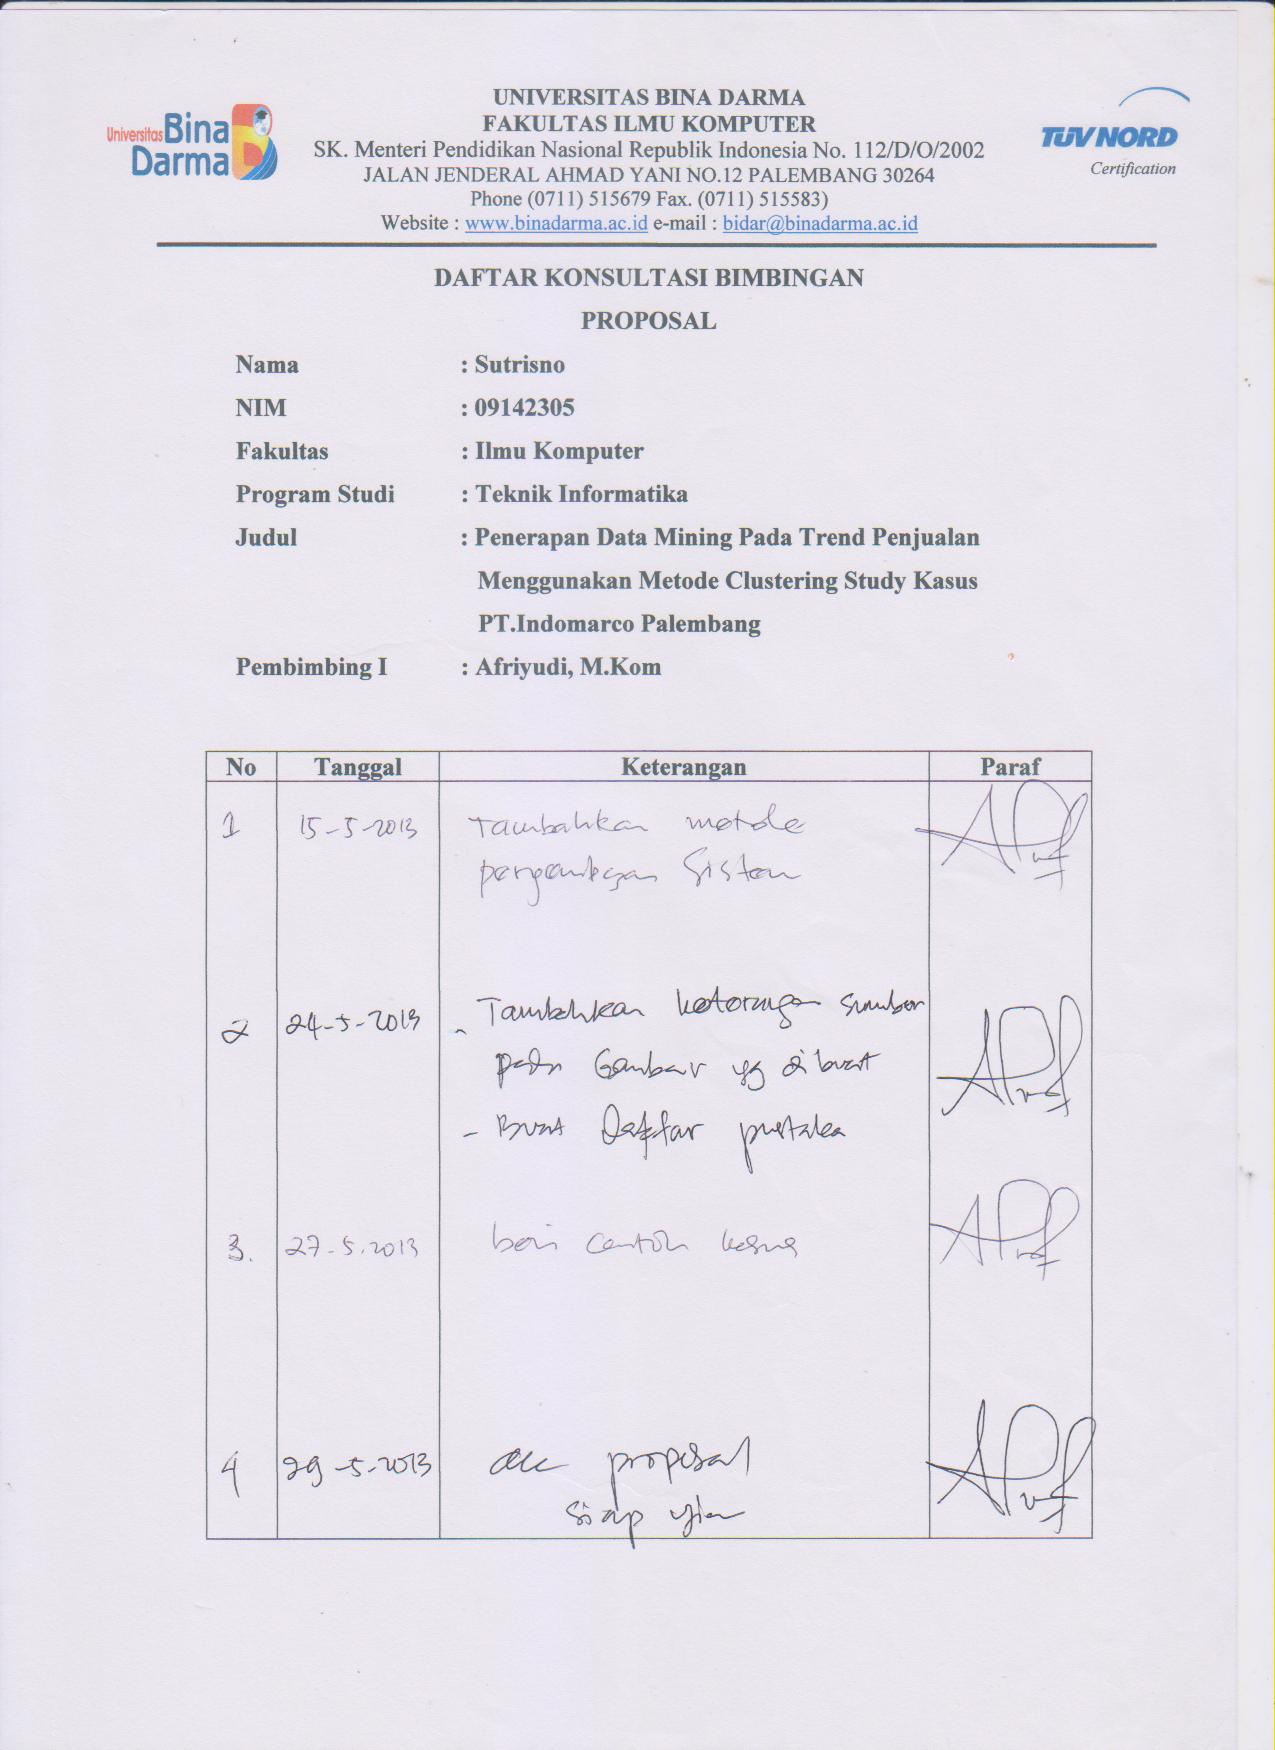 Universitas Bina Darma
UNIVERSITAS BINA DARMA
FAKULTAS ILMU KOMPUTER
SK. Menteri Pendidikan Nasional Republik Indonesia No. 112/D/O/2002
JALAN JENDERAL AHMAD YANI NO.12 PALEMBANG 30264
Phone (0711) 515679 Fax. (0711) 515583)
Website : www.binadarma.ac.id e-mail : bidar@binadarma.ac.id
TUV NORD
Certification
DAFTAR KONSULTASI BIMBINGAN
PROPOSAL
Nama : Sutrisno
NIM : 09142305
Fakultas : Ilmu Komputer
Program Studi : Teknik Informatika
Judul : Penerapan Data Mining Pada Trend Penjualan
Menggunakan Metode Clustering Study Kasus
PT.Indomarco Palembang
Pembimbing I : Afriyudi, M.Kom
No Tanggal Keterangan Paraf
1 15-5-2013 Tambahkan metode
pengembangan Sistem
2 24-5-2013 - Tambahkan keterangan sumber
pada Gambar yg dibuat
- Buat Daftar pustaka
3. 27-5-2013 beri contoh kasus
4 29-5-2013 acc proposal
siap ujian